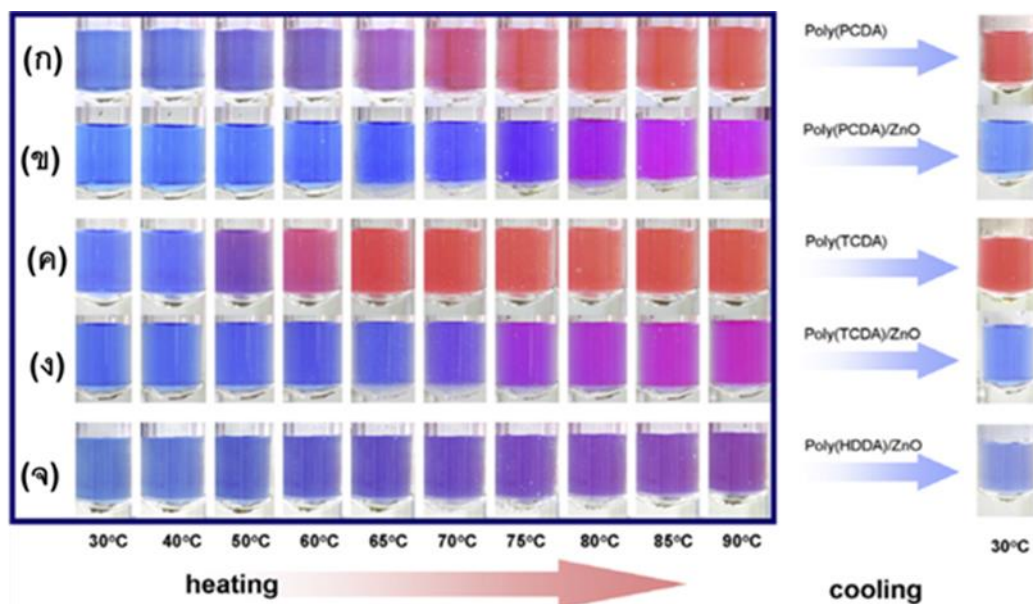 (ก)
Poly(PCDA)
(ข)
Poly(PCDA)/ZnO
(ค)
Poly(TCDA)
(ง)
Poly(TCDA)/ZnO
(จ)
Poly(HDDA)/ZnO
30°C 40°C 50°C 60°C 65°C 70°C 75°C 80°C 85°C 90°C 30°C
heating cooling